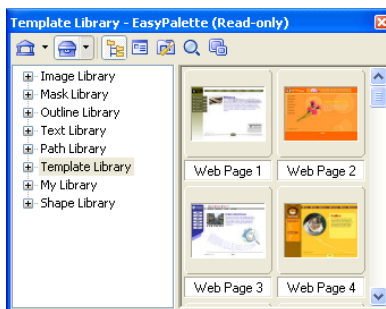 Template Library - EasyPalette (Read-only)
Image Library
Mask Library
Outline Library
Text Library
Path Library
Template Library
My Library
Shape Library
Web Page 1
Web Page 2
Web Page 3
Web Page 4